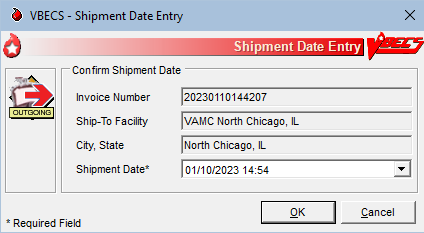 VBECS - Shipment Date Entry
Shipment Date Entry VBECS
OUTGOING
Confirm Shipment Date
Invoice Number 20230110144207
Ship-To Facility VAMC North Chicago, IL
City, State North Chicago, IL
Shipment Date* 01/10/2023 14:54
* Required Field
OK Cancel